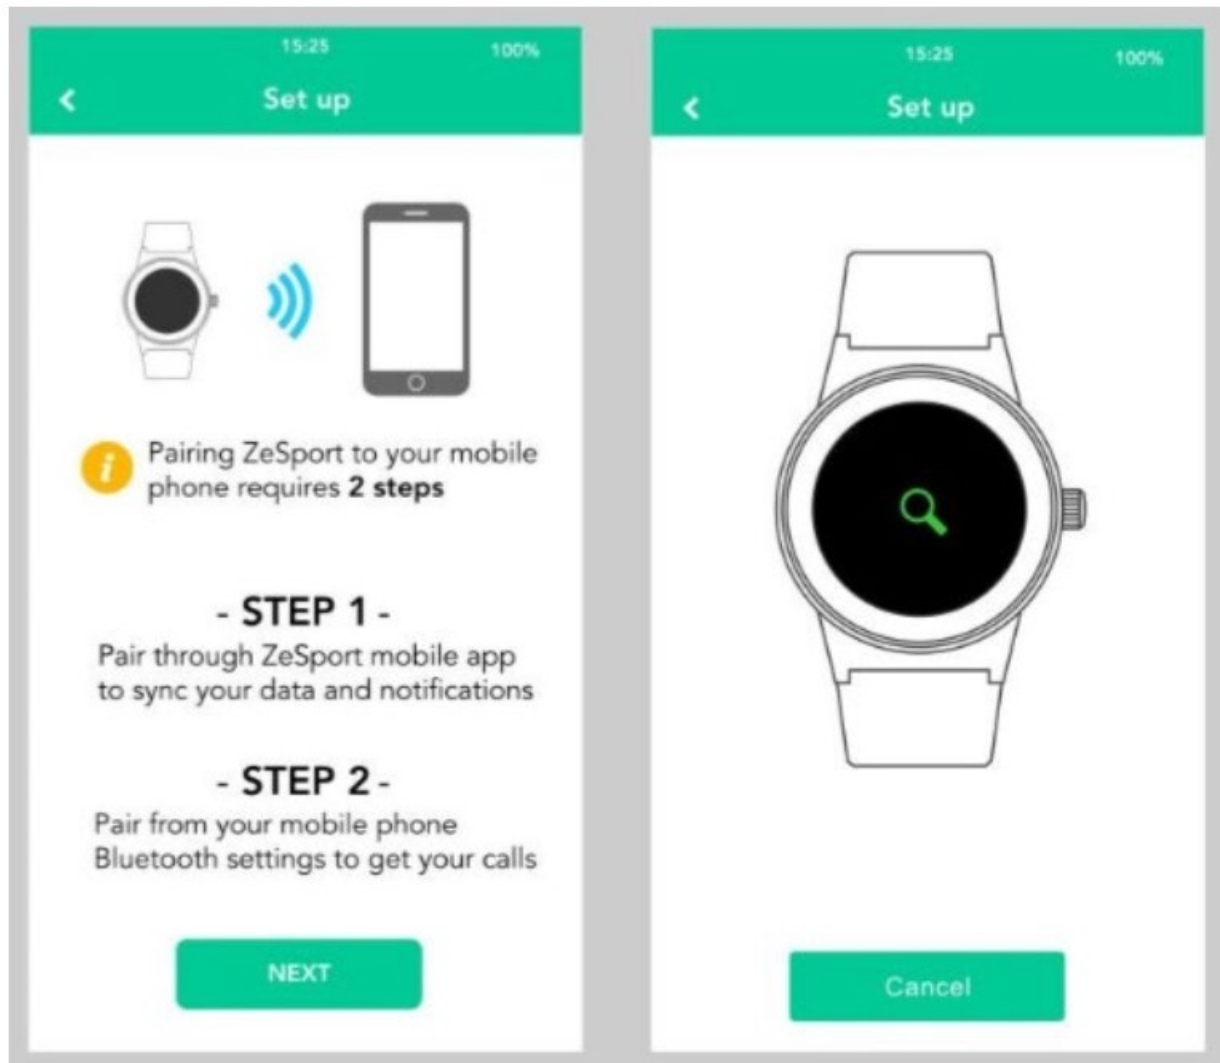 15:25 100%
Set up
Pairing ZeSport to your mobile
phone requires 2 steps
- STEP 1 -
Pair through ZeSport mobile app
to sync your data and notifications
- STEP 2 -
Pair from your mobile phone
Bluetooth settings to get your calls
NEXT
15:25 100%
Set up
Cancel